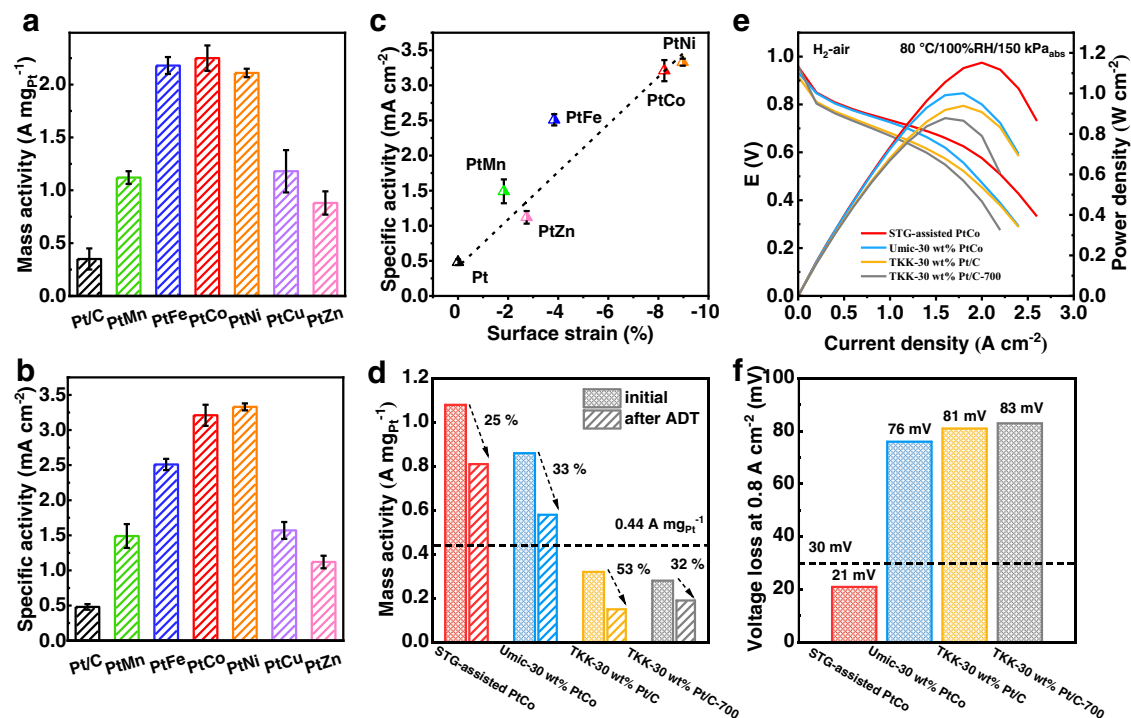 a
Mass activity (A mgPt-1)
2.0
1.5
1.0
0.5
0.0
Pt/C
PtMn
PtFe
PtCo
PtNi
PtCu
PtZn
b
Specific activity (mA cm-2)
3.5
3.0
2.5
2.0
1.5
1.0
0.5
0.0
Pt/C
PtMn
PtFe
PtCo
PtNi
PtCu
PtZn
c
Specific activity (mA cm-2)
3.5
3.0
2.5
2.0
1.5
1.0
0.5
0.0
PtNi
PtCo
PtFe
PtMn
PtZn
Pt
0
-2
-4
-6
-8
-10
Surface strain (%)
d
Mass activity (A mgPt-1)
1.2
1.0
0.8
0.6
0.4
0.2
0.0
initial
after ADT
25 %
33 %
0.44 A mgPt-1
53 %
32 %
STG-assisted PtCo
Umic-30 wt% PtCo
TKK-30 wt% Pt/C
TKK-30 wt% Pt/C-700
e
H2-air
80 °C/100%RH/150 kPaabs
E (V)
1.0
0.8
0.6
0.4
0.2
0.0
Power density (W cm-2)
1.2
1.0
0.8
0.6
0.4
0.2
0.0
STG-assisted PtCo
Umic-30 wt% PtCo
TKK-30 wt% Pt/C
TKK-30 wt% Pt/C-700
0.0
0.5
1.0
1.5
2.0
2.5
3.0
Current density (A cm-2)
f
Voltage loss at 0.8 A cm-2 (mV)
100
80
60
40
20
0
30 mV
21 mV
76 mV
81 mV
83 mV
STG-assisted PtCo
Umic-30 wt% PtCo
TKK-30 wt% Pt/C
TKK-30 wt% Pt/C-700